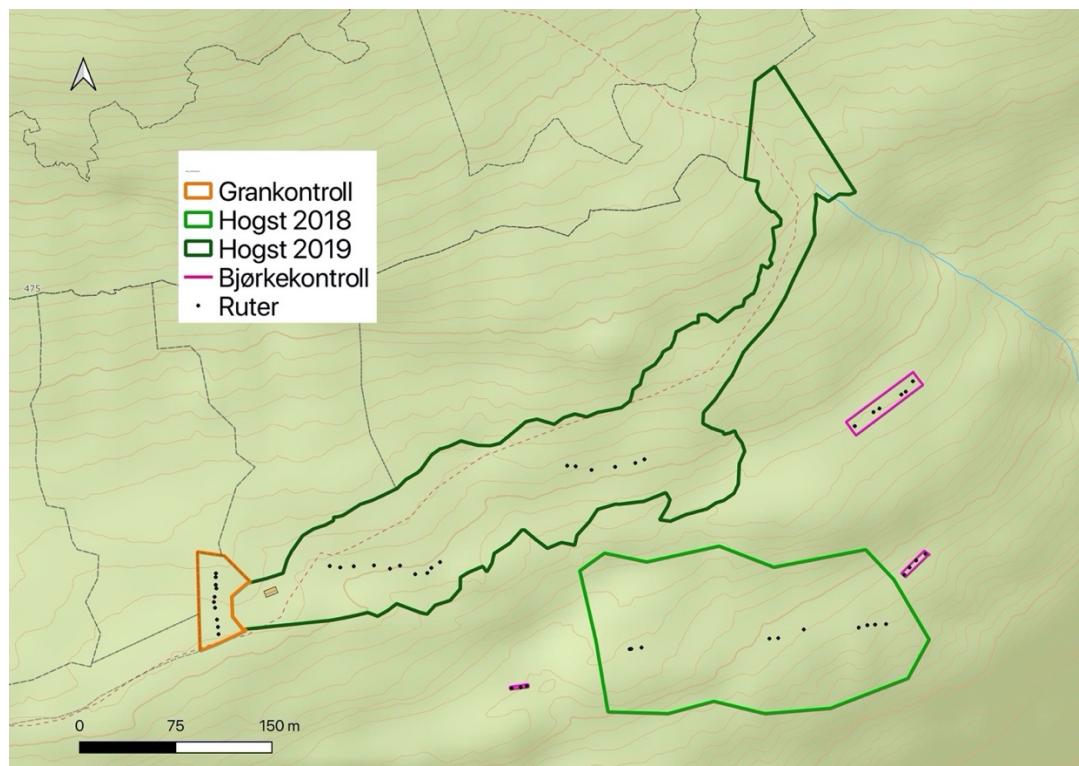 Grankontroll
Hogst 2018
Hogst 2019
475
Bjørkekontroll
Ruter
0 75 150 m